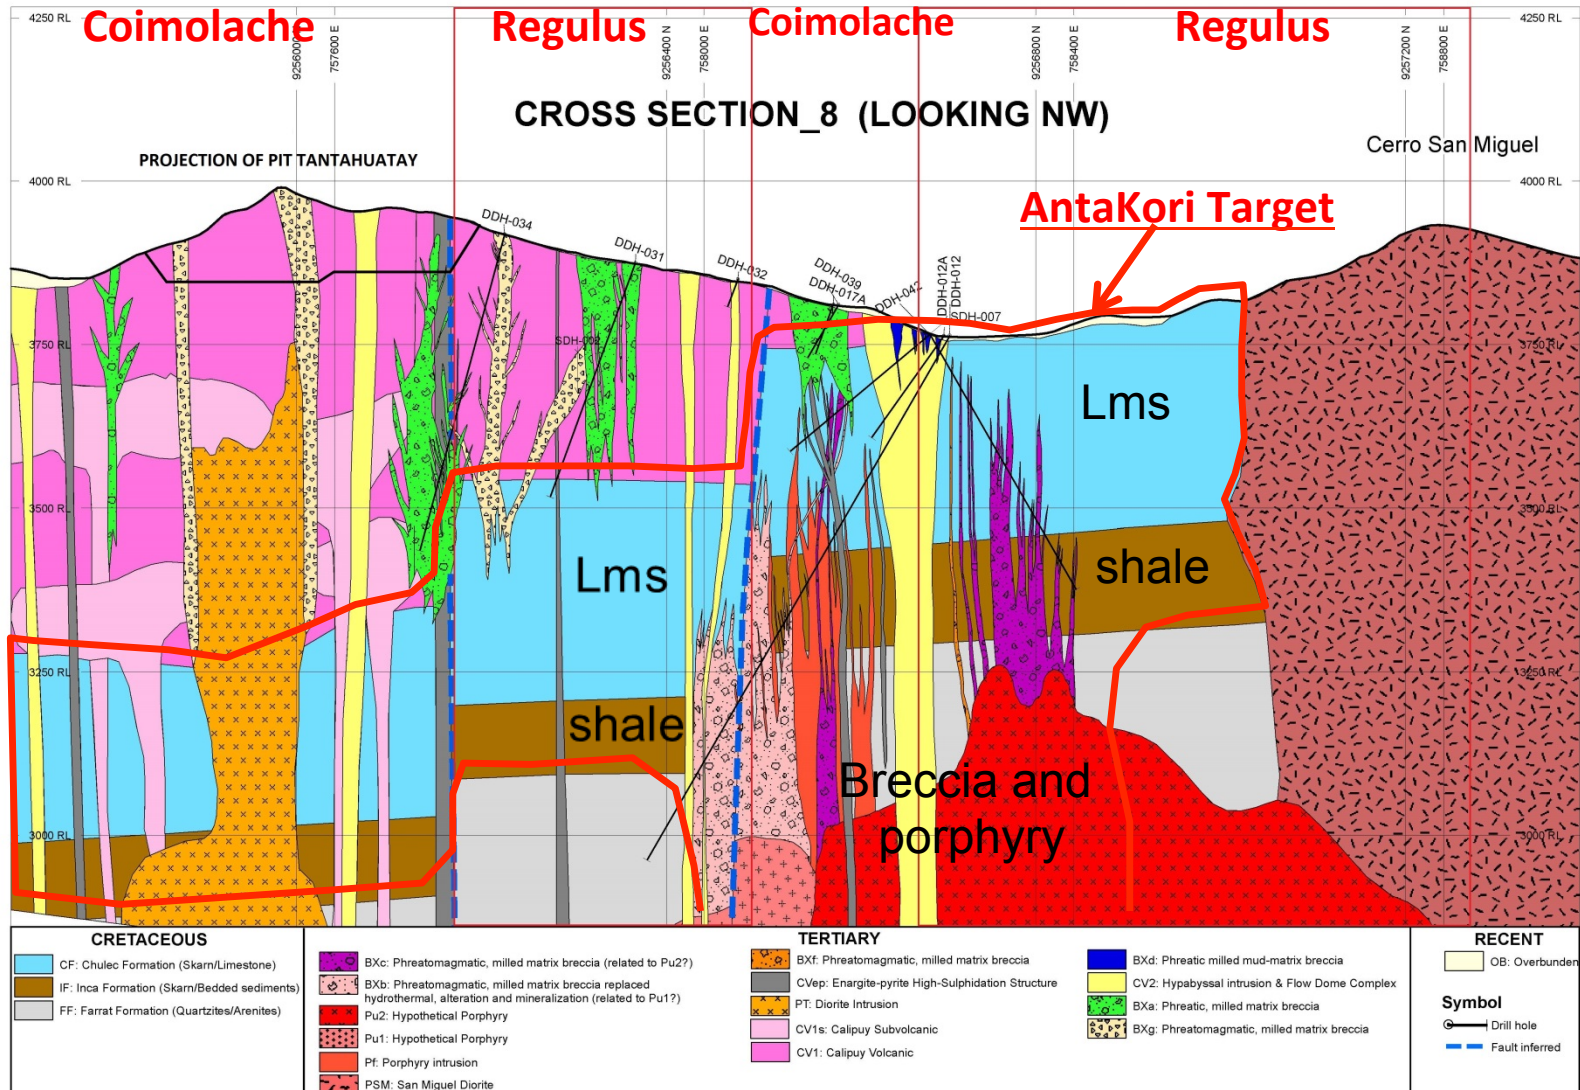 4250 RL
Coimolache
Regulus
Coimolache
Regulus
4250 RL
9256000 N
757600 E
9256400 N
758000 E
9256800 N
758400 E
9257200 N
758800 E
CROSS SECTION_8 (LOOKING NW)
PROJECTION OF PIT TANTAHUATAY
Cerro San Miguel
4000 RL
4000 RL
AntaKori Target
DDH-034
DDH-031
DDH-032
DDH-039
DDH-017A
DDH-042
DDH-012A
DDH-012
SDH-007
3750 RL
SDH-002
3750 RL
Lms
3500 RL
3500 RL
Lms
shale
3250 RL
3250 RL
shale
Breccia and
porphyry
3000 RL
3000 RL
CRETACEOUS
CF: Chulec Formation (Skarn/Limestone)
IF: Inca Formation (Skarn/Bedded sediments)
FF: Farrat Formation (Quartzites/Arenites)
TERTIARY
BXc: Phreatomagmatic, milled matrix breccia (related to Pu2?)
BXb: Phreatomagmatic, milled matrix breccia replaced
hydrothermal, alteration and mineralization (related to Pu1?)
Pu2: Hypothetical Porphyry
Pu1: Hypothetical Porphyry
Pf: Porphyry intrusion
PSM: San Miguel Diorite
BXf: Phreatomagmatic, milled matrix breccia
CVep: Enargite-pyrite High-Sulphidation Structure
PT: Diorite Intrusion
CV1s: Calipuy Subvolcanic
CV1: Calipuy Volcanic
BXd: Phreatic milled mud-matrix breccia
CV2: Hypabyssal intrusion & Flow Dome Complex
BXa: Phreatic, milled matrix breccia
BXg: Phreatomagmatic, milled matrix breccia
RECENT
OB: Overbunden
Symbol
Drill hole
Fault inferred